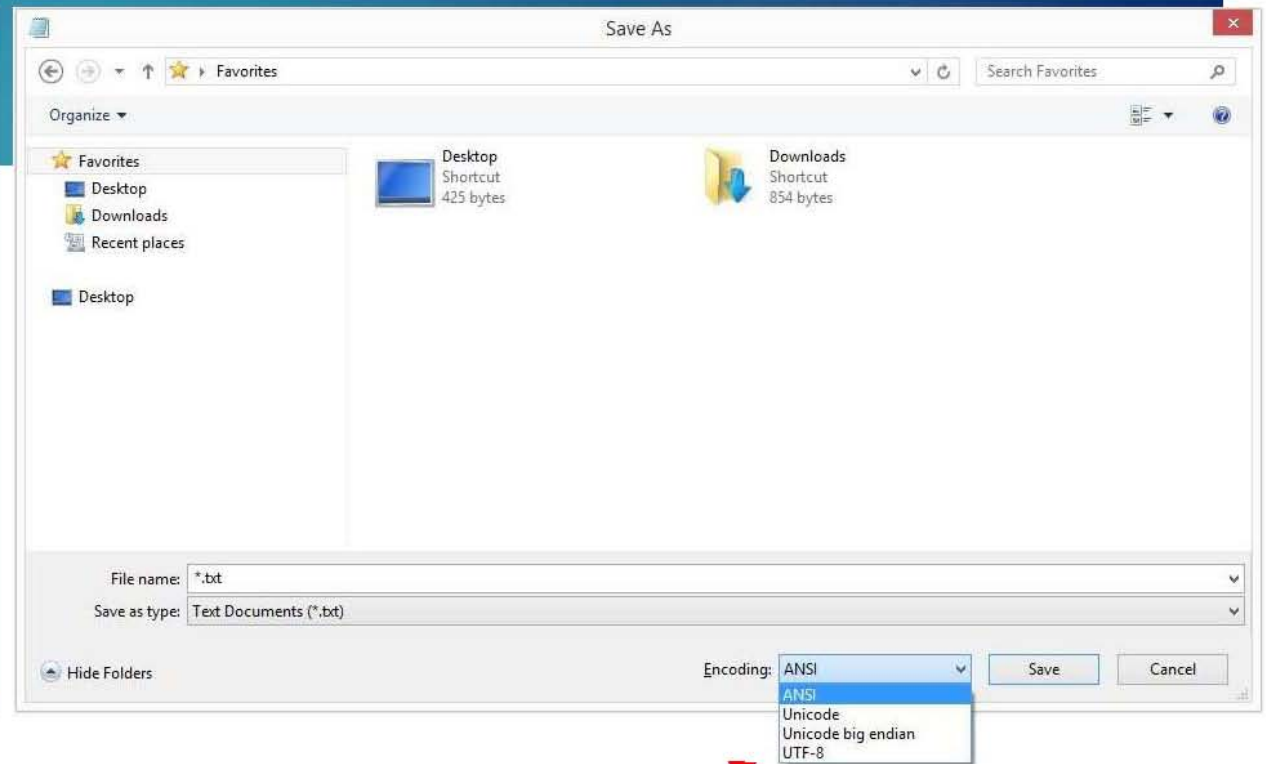 Save As
Favorites
Search Favorites
Organize
Favorites
Desktop
Downloads
Recent places
Desktop
Desktop
Shortcut
425 bytes
Downloads
Shortcut
854 bytes
File name: *.txt
Save as type: Text Documents (*.txt)
Hide Folders
Encoding: ANSI
Save
Cancel
ANSI
Unicode
Unicode big endian
UTF-8